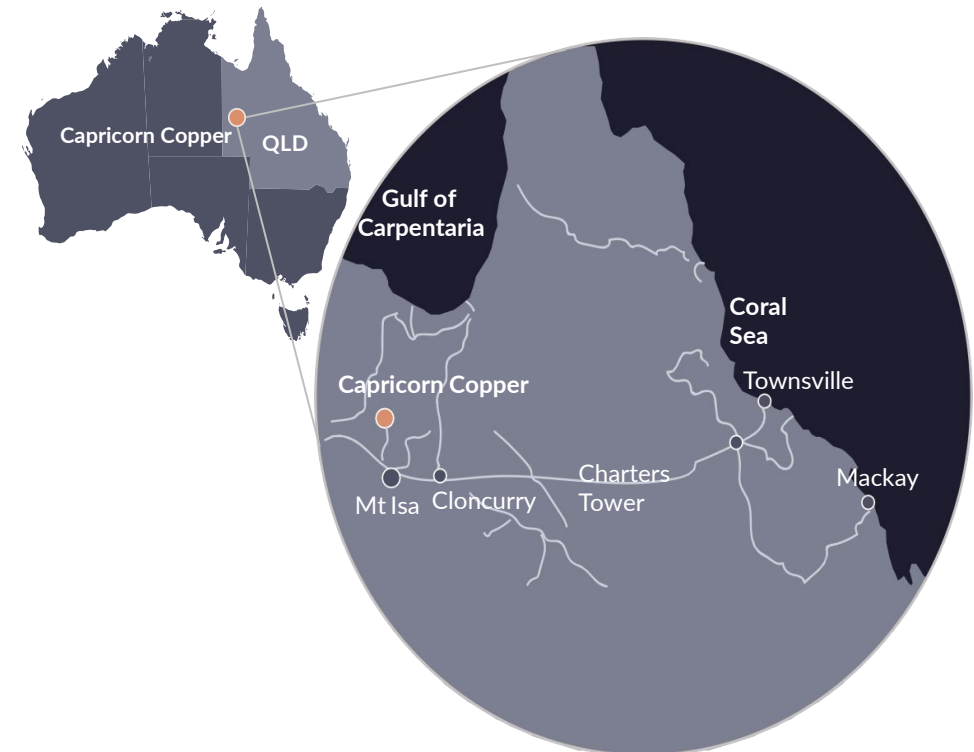 Capricorn Copper
QLD
Gulf of
Carpentaria
Coral
Sea
Capricorn Copper
Townsville
Charters
Tower
Mackay
Mt Isa
Cloncurry